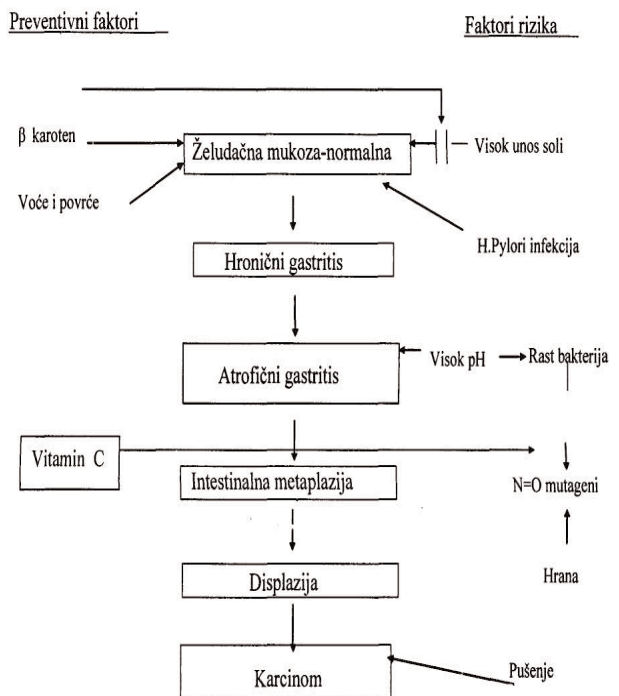 Preventivni faktori
Faktori rizika
β karoten
Želudačna mukoza-normalna
Visok unos soli
Voće i povrće
H.Pylori infekcija
Hronični gastritis
Atrofični gastritis
Visok pH
Rast bakterija
Vitamin C
Intestinalna metaplazija
N=O mutageni
Displazija
Hrana
Karcinom
Pušenje